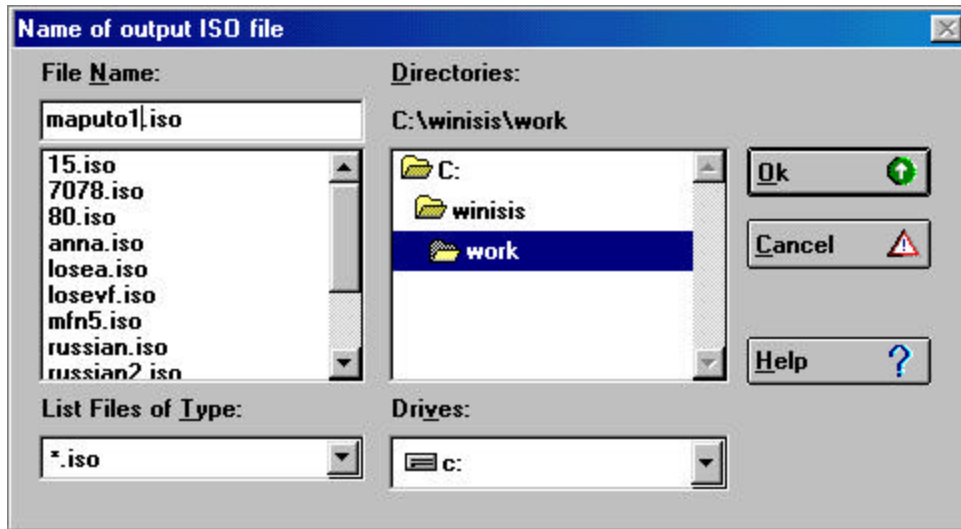 Name of output ISO file
File Name:
maputo1.iso
15.iso
7078.iso
80.iso
anna.iso
losea.iso
losevf.iso
mfn5.iso
russian.iso
russian2.iso
List Files of Type:
*.iso
Directories:
C:\winisis\work
C:
winisis
work
Drives:
c:
Ok
Cancel
Help